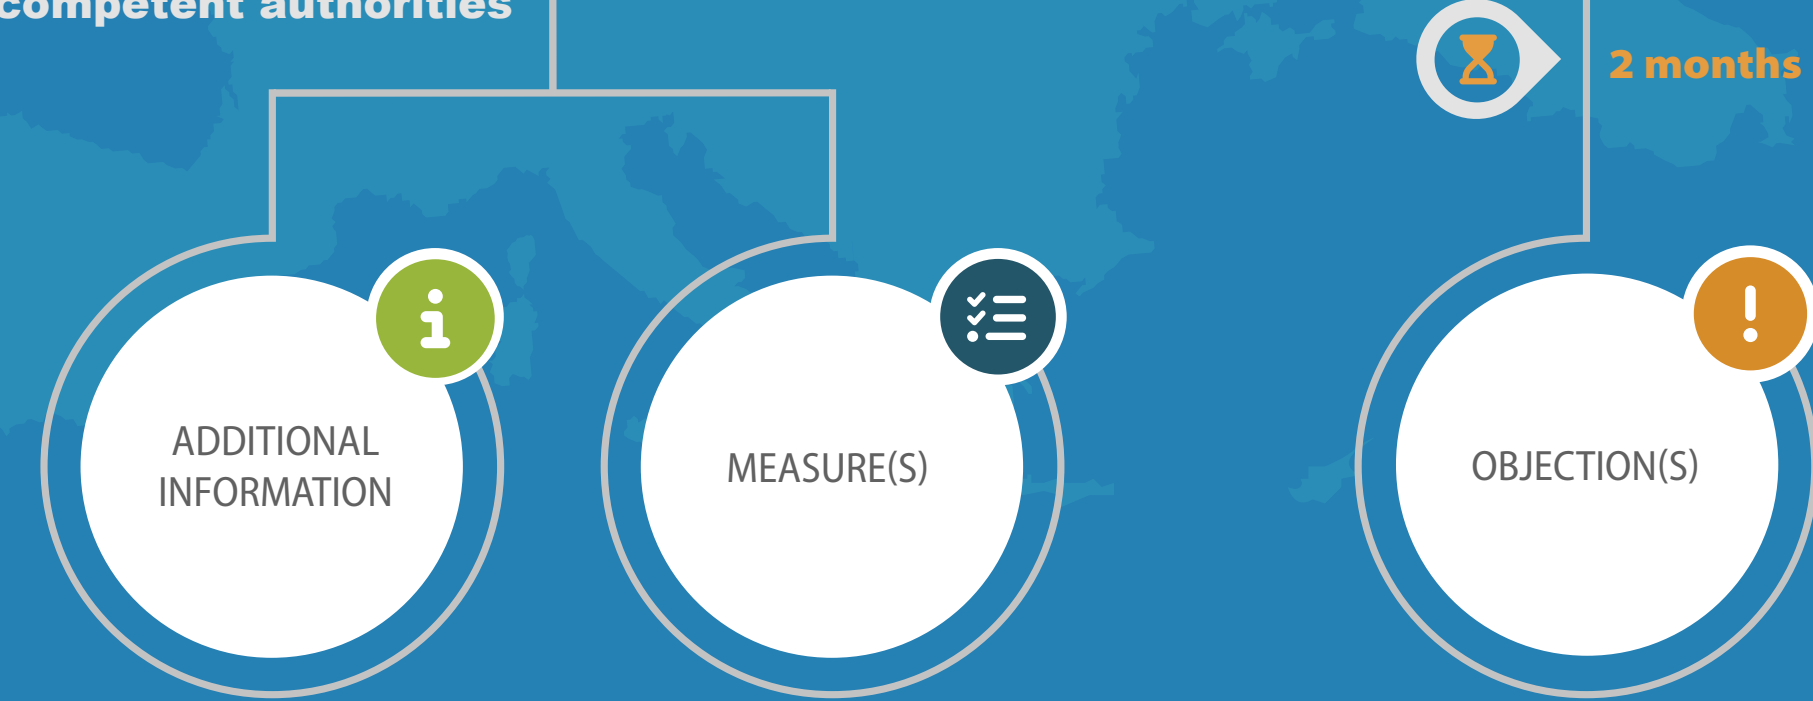 competent authorities
2 months
ADDITIONAL
INFORMATION
MEASURE(S)
OBJECTION(S)